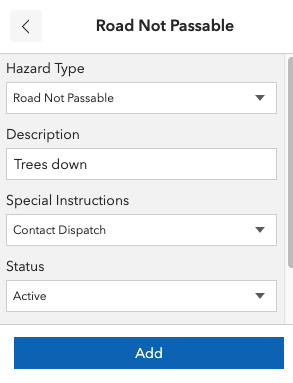 Road Not Passable
Hazard Type
Road Not Passable
Description
Trees down
Special Instructions
Contact Dispatch
Status
Active
Add